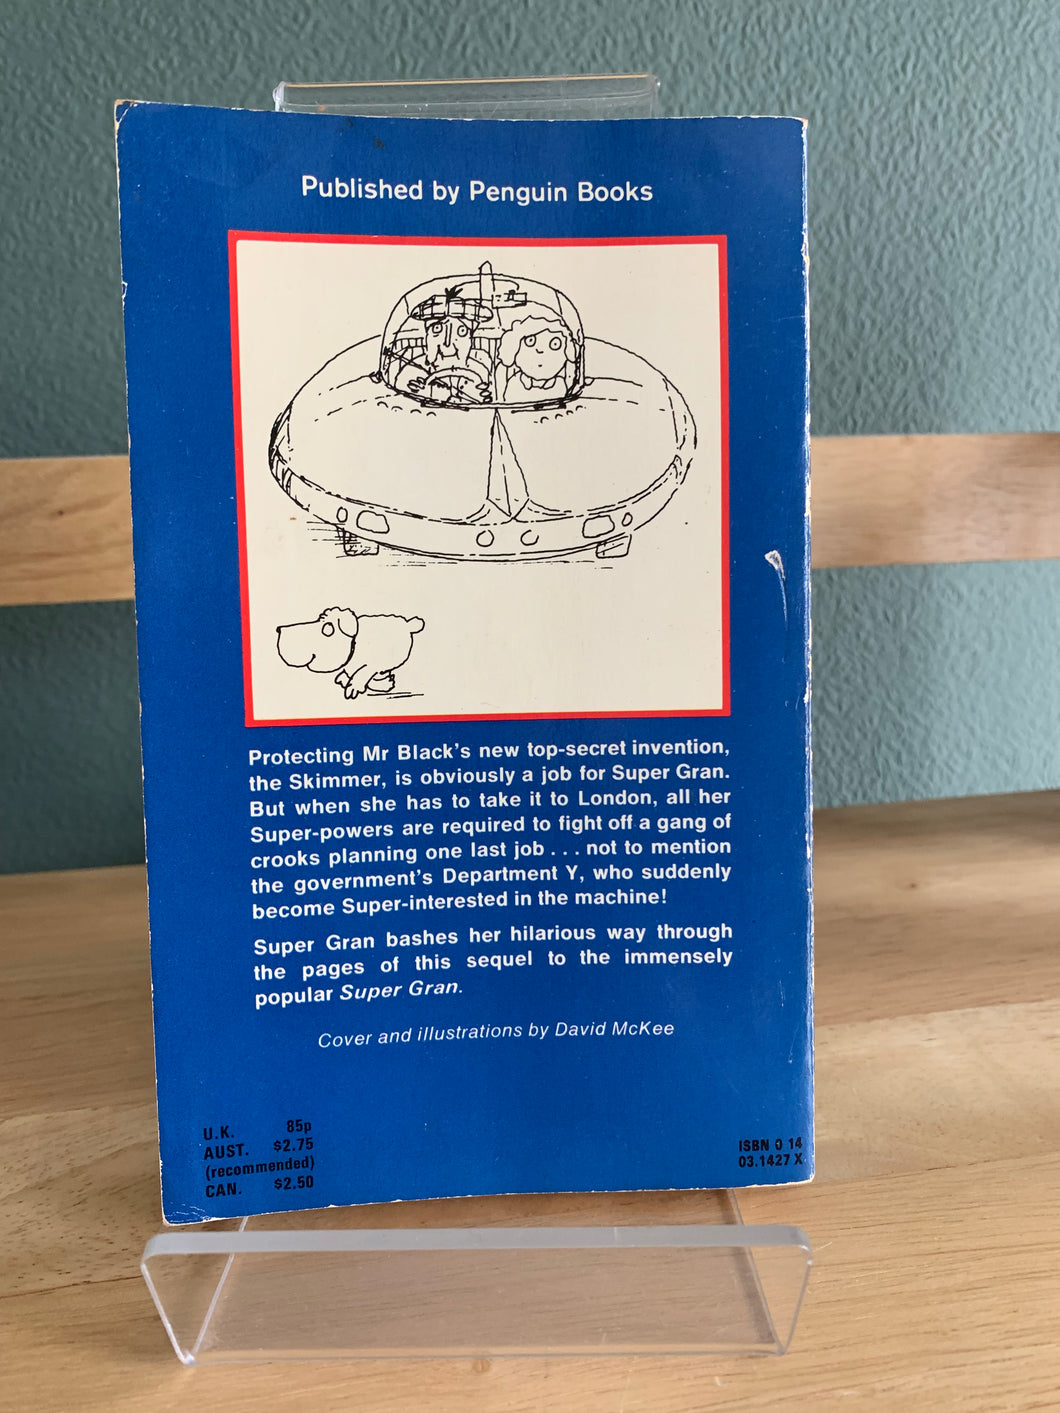 Published by Penguin Books
Protecting Mr Black's new top-secret invention,
the Skimmer, is obviously a job for Super Gran.
But when she has to take it to London, all her
Super-powers are required to fight off a gang of
crooks planning one last job . . . not to mention
the government's Department Y, who suddenly
become Super-interested in the machine!
Super Gran bashes her hilarious way through
the pages of this sequel to the immensely
popular Super Gran.
Cover and illustrations by David McKee
U.K. 85p
AUST. $2.75
(recommended)
CAN. $2.50
ISBN 0 14
03.1427 X